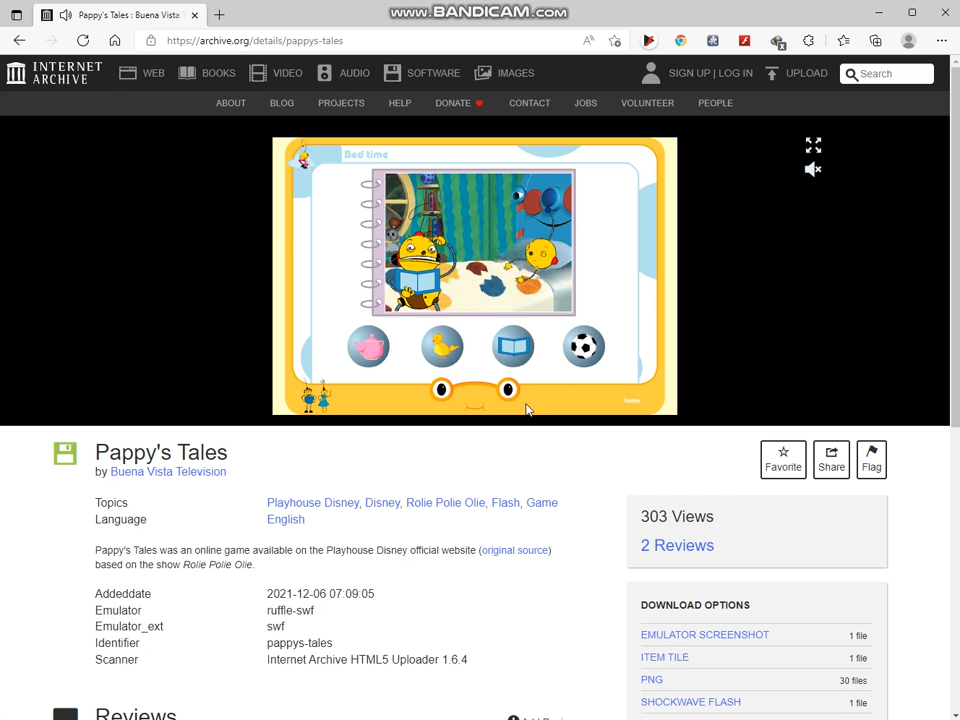 www.BANDICAM.com
Pappy's Tales : Buena Vista T
https://archive.org/details/pappys-tales
INTERNET ARCHIVE
WEB BOOKS VIDEO AUDIO SOFTWARE IMAGES
SIGN UP | LOG IN UPLOAD Search
ABOUT BLOG PROJECTS HELP DONATE CONTACT JOBS VOLUNTEER PEOPLE
Bed time
home
Pappy's Tales
by Buena Vista Television
Favorite Share Flag
Topics Playhouse Disney, Disney, Rolie Polie Olie, Flash, Game
Language English
Pappy's Tales was an online game available on the Playhouse Disney official website (original source)
based on the show Rolie Polie Olie.
Addeddate 2021-12-06 07:09:05
Emulator ruffle-swf
Emulator_ext swf
Identifier pappys-tales
Scanner Internet Archive HTML5 Uploader 1.6.4
303 Views
2 Reviews
DOWNLOAD OPTIONS
EMULATOR SCREENSHOT 1 file
ITEM TILE 1 file
PNG 30 files
SHOCKWAVE FLASH 1 file
Reviews